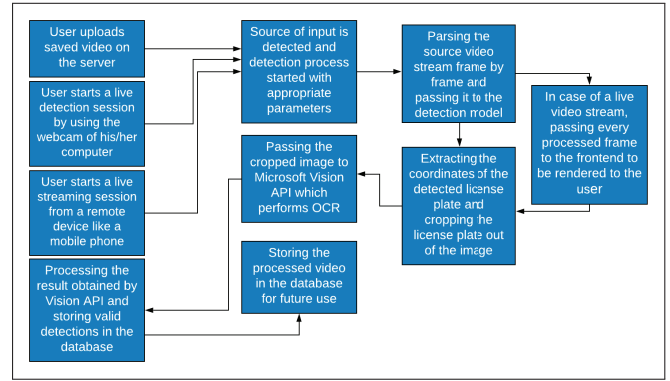 User uploads
saved video on
the server
User starts a live
detection session
by using the
webcam of his/her
computer
User starts a live
streaming session
from a remote
device like a
mobile phone
Source of input is
detected and
detection process
started with
appropriate
parameters
Parsing the
source video
stream frame by
frame and
passing it to the
detection model
In case of a live
video stream,
passing every
processed frame
to the frontend to
be rendered to the
user
Extracting the
coordinates of the
detected license
plate and
cropping the
license plate out
of the image
Passing the
cropped image to
Microsoft Vision
API which
performs OCR
Processing the
result obtained by
Vision API and
storing valid
detections in the
database
Storing the
processed video
in the database
for future use